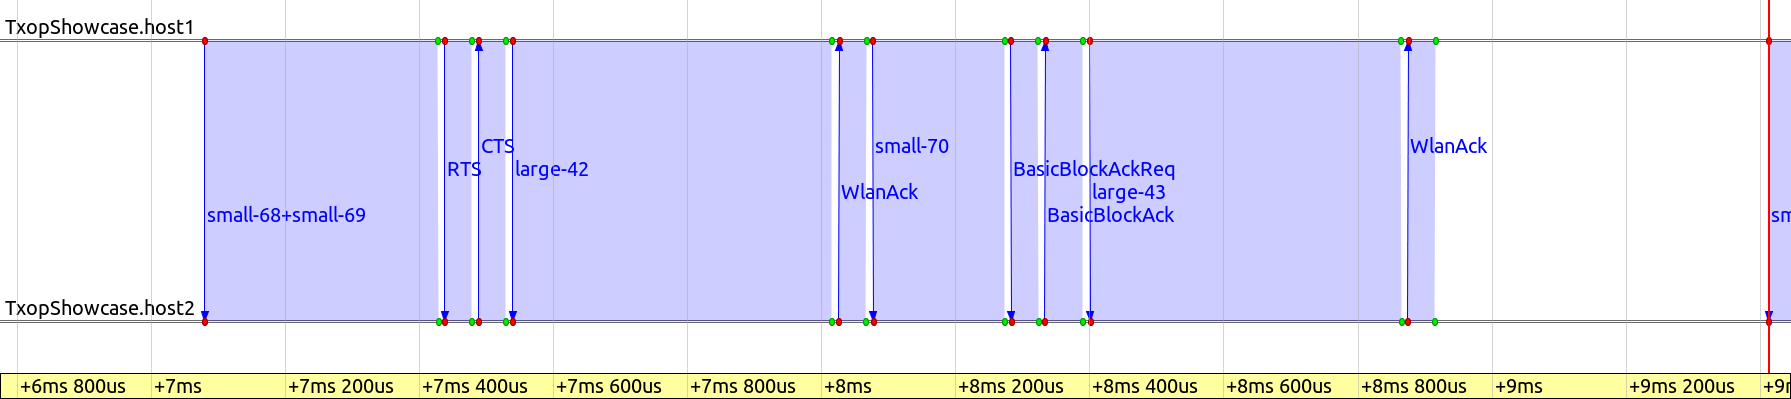 TxopShowcase.host1
CTS
small-70
WlanAck
RTS
large-42
BasicBlockAckReq
WlanAck
large-43
small-68+small-69
BasicBlockAck
sm
TxopShowcase.host2
+6ms 800us +7ms +7ms 200us +7ms 400us +7ms 600us +7ms 800us +8ms +8ms 200us +8ms 400us +8ms 600us +8ms 800us +9ms +9ms 200us